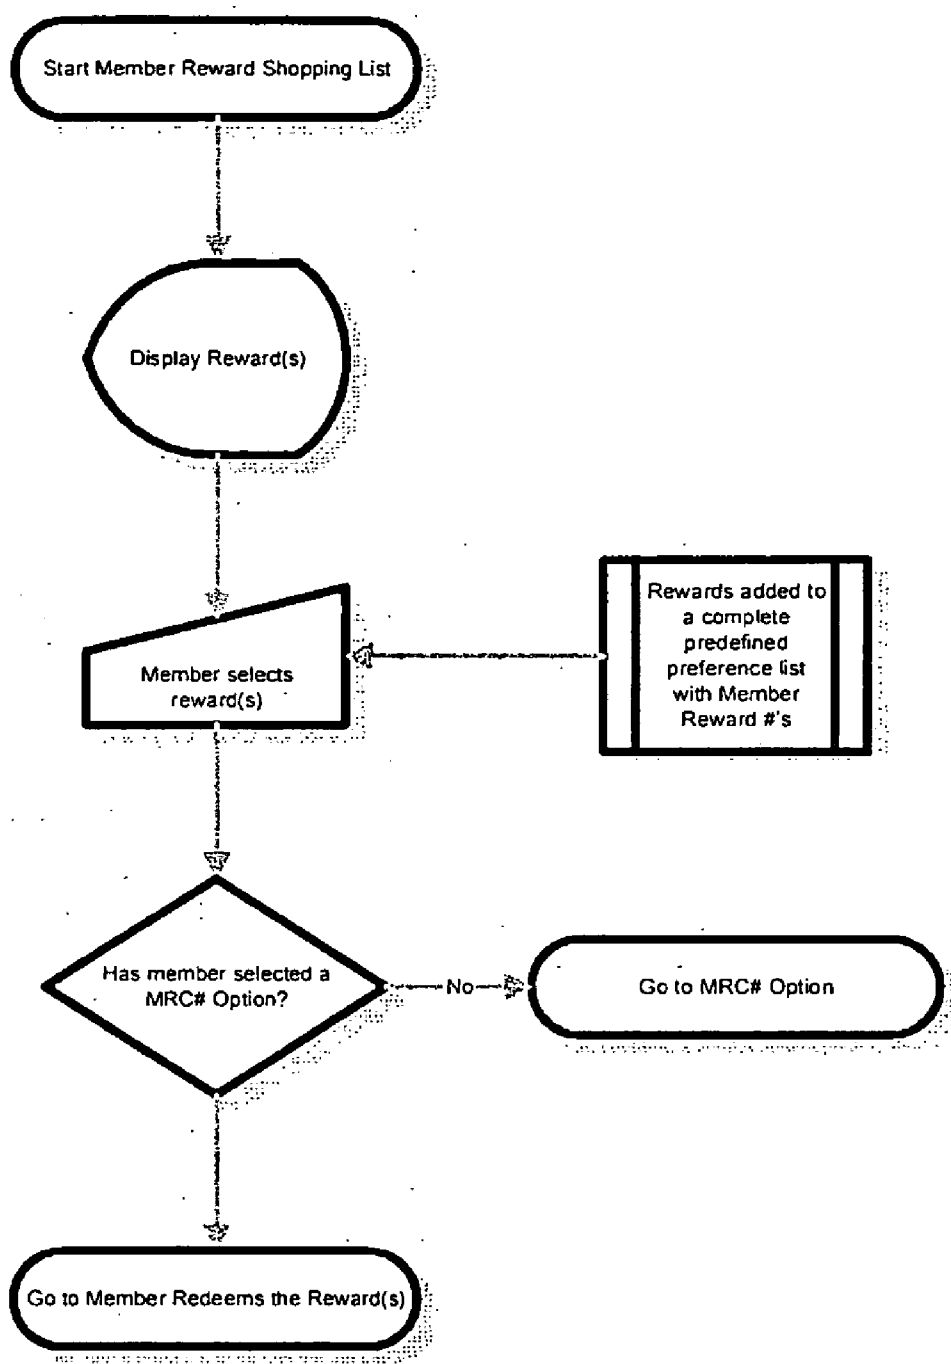 Start Member Reward Shopping List
Display Reward(s)
Rewards added to
a complete
predefined
preference list
with Member
Reward #'s
Member selects
reward(s)
Has member selected a
MRC# Option?
No
Go to MRC# Option
Go to Member Redeems the Reward(s)